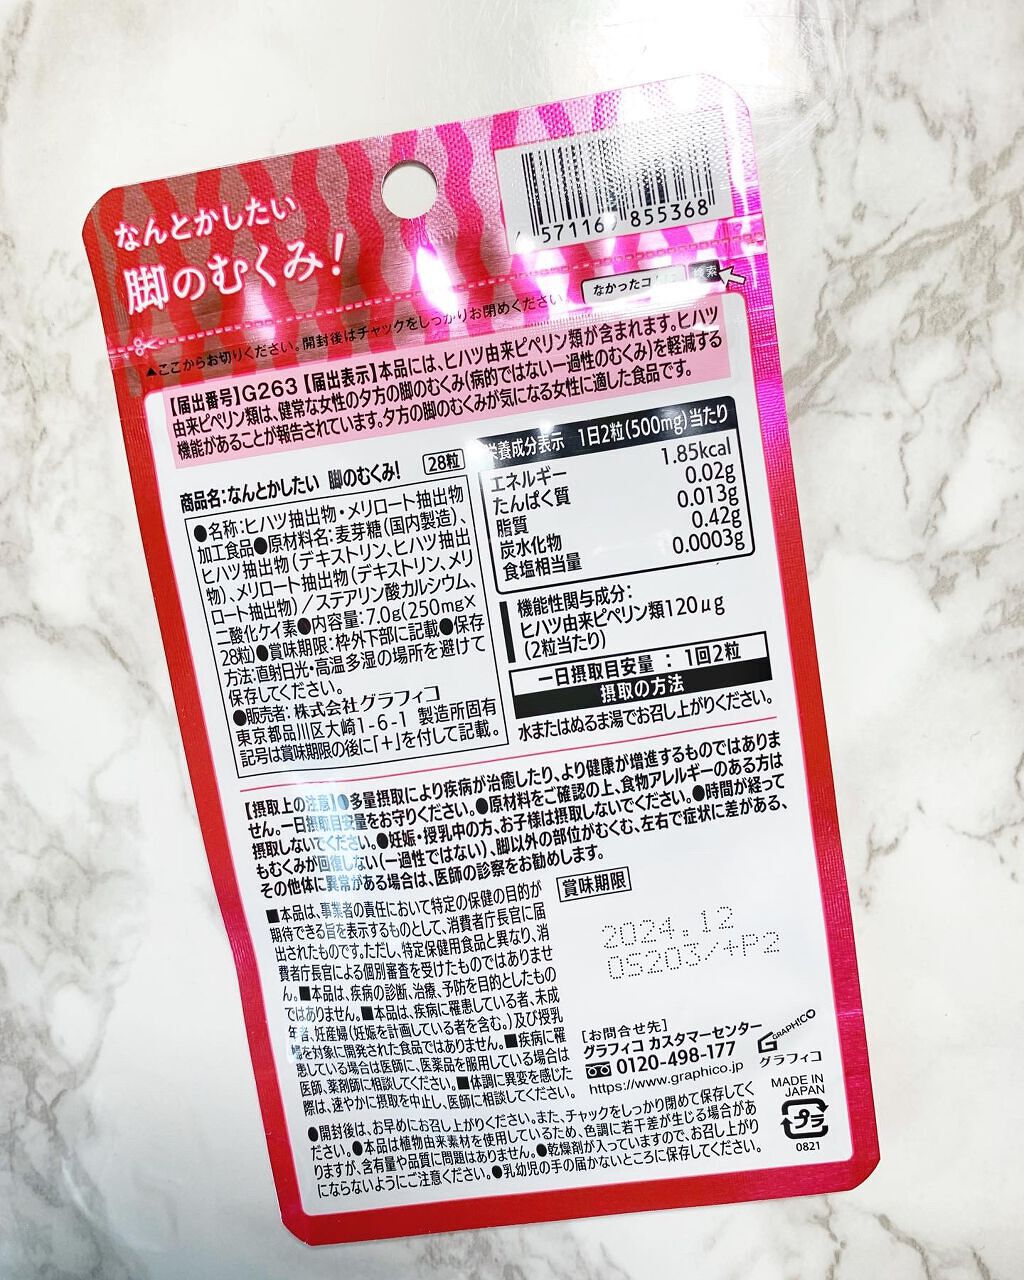 なんとかしたい
脚のむくみ!
4 571169 855368
なかったコ
検索
▲ここからお切りください。開封後はチャックをしっかりお閉めください。
【届出番号】G263【届出表示】本品には、ヒハツ由来ピペリン類が含まれます。ヒハツ
由来ピペリン類は、健常な女性の夕方の脚のむくみ(病的ではない一過性のむくみ)を軽減する
機能があることが報告されています。夕方の脚のむくみが気になる女性に適した食品です。
商品名:なんとかしたい 脚のむくみ! 28粒
●名称:ヒハツ抽出物・メリロート抽出物
加工食品●原材料名:麦芽糖(国内製造)、
ヒハツ抽出物(デキストリン、ヒハツ抽出
物)、メリロート抽出物(デキストリン、メリ
ロート抽出物)/ステアリン酸カルシウム、
二酸化ケイ素●内容量:7.0g(250mg×
28粒)●賞味期限:枠外下部に記載●保存
方法:直射日光・高温多湿の場所を避けて
保存してください。
●販売者:株式会社グラフィコ
東京都品川区大崎1-6-1 製造所固有
記号は賞味期限の後に「+」を付して記載。
栄養成分表示 1日2粒(500mg)当たり
エネルギー 1.85kcal
たんぱく質 0.02g
脂質 0.013g
炭水化物 0.42g
食塩相当量 0.0003g
機能性関与成分:
ヒハツ由来ピペリン類120μg
(2粒当たり)
一日摂取目安量 : 1回2粒
摂取の方法
水またはぬるま湯でお召し上がりください。
【摂取上の注意】●多量摂取により疾病が治癒したり、より健康が増進するものではありま
せん。一日摂取目安量をお守りください。●原材料をご確認の上、食物アレルギーのある方は
摂取しないでください。●妊娠・授乳中の方、お子様は摂取しないでください。●時間が経って
もむくみが回復しない(一過性ではない)、脚以外の部位がむくむ、左右で症状に差がある、
その他体に異常がある場合は、医師の診察をお勧めします。
■本品は、事業者の責任において特定の保健の目的が
期待できる旨を表示するものとして、消費者庁長官に届
出されたものです。ただし、特定保健用食品と異なり、消
費者庁長官による個別審査を受けたものではありませ
ん。■本品は、疾病の診断、治療、予防を目的としたもの
ではありません。■本品は、疾病に罹患している者、未成
年者、妊産婦(妊娠を計画している者を含む。)及び授乳
婦を対象に開発された食品ではありません。■疾病に罹
患している場合は医師に、医薬品を服用している場合は
医師、薬剤師に相談してください。■体調に異変を感じた
際は、速やかに摂取を中止し、医師に相談してください。
賞味期限
2024.12
0S203/+P2
[お問合せ先]
グラフィコ カスタマーセンター
0120-498-177
https://www.graphico.jp
GRAPHICO
グラフィコ
MADE IN
JAPAN
プラ
0821
●開封後は、お早めにお召し上がりください。また、チャックをしっかり閉めて保存してく
ださい。●本品は植物由来素材を使用しているため、色調に若干差が生じる場合があ
りますが、含有量や品質に問題はありません。●乾燥剤が入っていますので、お召し上がり
にならないようにご注意ください。●乳幼児の手の届かないところに保存してください。